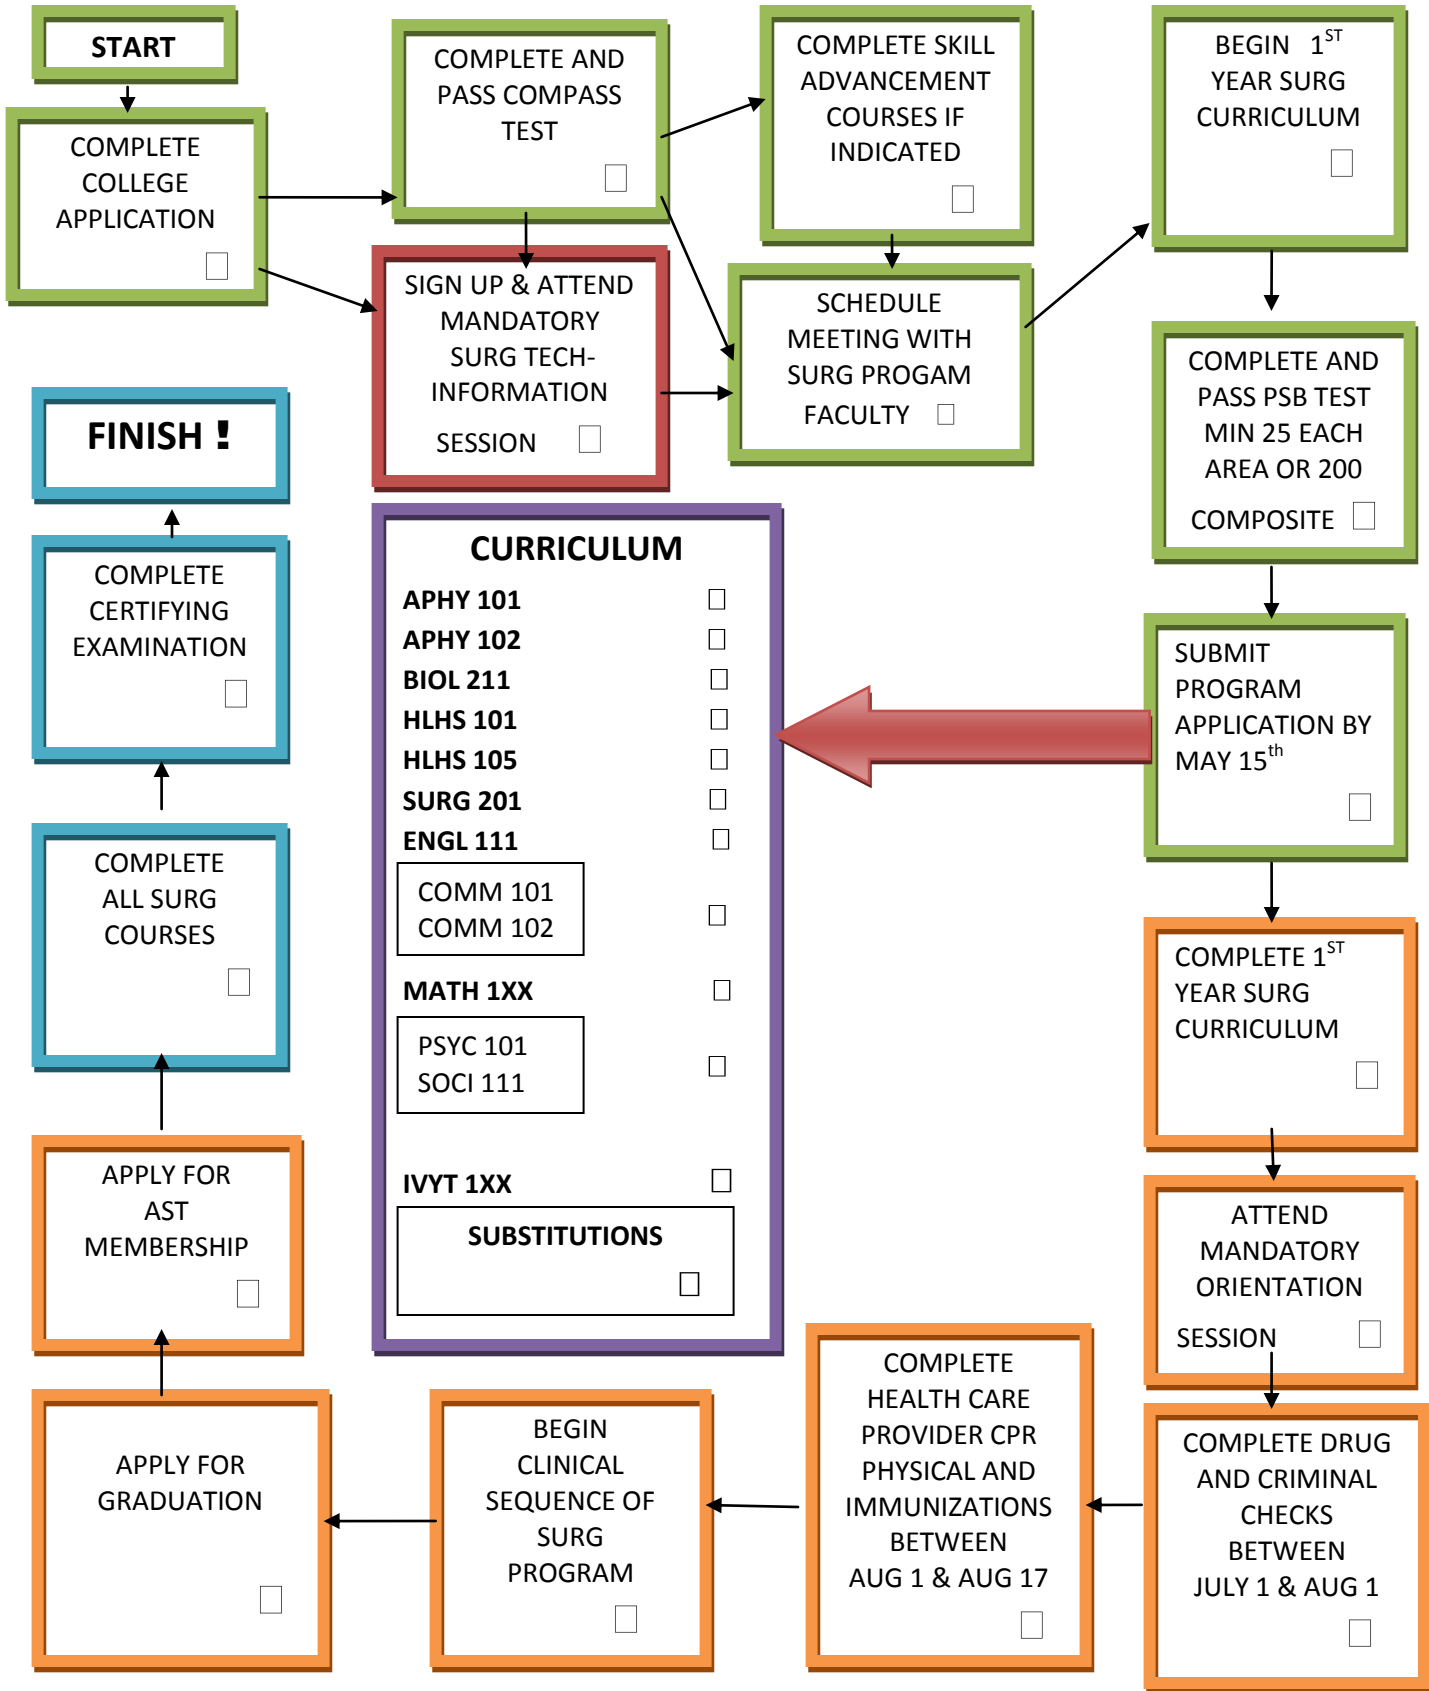 START
COMPLETE
COLLEGE
APPLICATION
COMPLETE AND
PASS COMPASS
TEST
COMPLETE SKILL
ADVANCEMENT
COURSES IF
INDICATED
BEGIN 1ST
YEAR SURG
CURRICULUM
SIGN UP & ATTEND
MANDATORY
SURG TECH-
INFORMATION
SESSION
SCHEDULE
MEETING WITH
SURG PROGAM
FACULTY
COMPLETE AND
PASS PSB TEST
MIN 25 EACH
AREA OR 200
COMPOSITE
FINISH !
COMPLETE
CERTIFYING
EXAMINATION
CURRICULUM
APHY 101
APHY 102
BIOL 211
HLHS 101
HLHS 105
SURG 201
ENGL 111
COMM 101
COMM 102
MATH 1XX
PSYC 101
SOCI 111
IVYT 1XX
SUBSTITUTIONS
SUBMIT
PROGRAM
APPLICATION BY
MAY 15th
COMPLETE
ALL SURG
COURSES
COMPLETE 1ST
YEAR SURG
CURRICULUM
APPLY FOR
AST
MEMBERSHIP
ATTEND
MANDATORY
ORIENTATION
SESSION
APPLY FOR
GRADUATION
BEGIN
CLINICAL
SEQUENCE OF
SURG
PROGRAM
COMPLETE
HEALTH CARE
PROVIDER CPR
PHYSICAL AND
IMMUNIZATIONS
BETWEEN
AUG 1 & AUG 17
COMPLETE DRUG
AND CRIMINAL
CHECKS
BETWEEN
JULY 1 & AUG 1